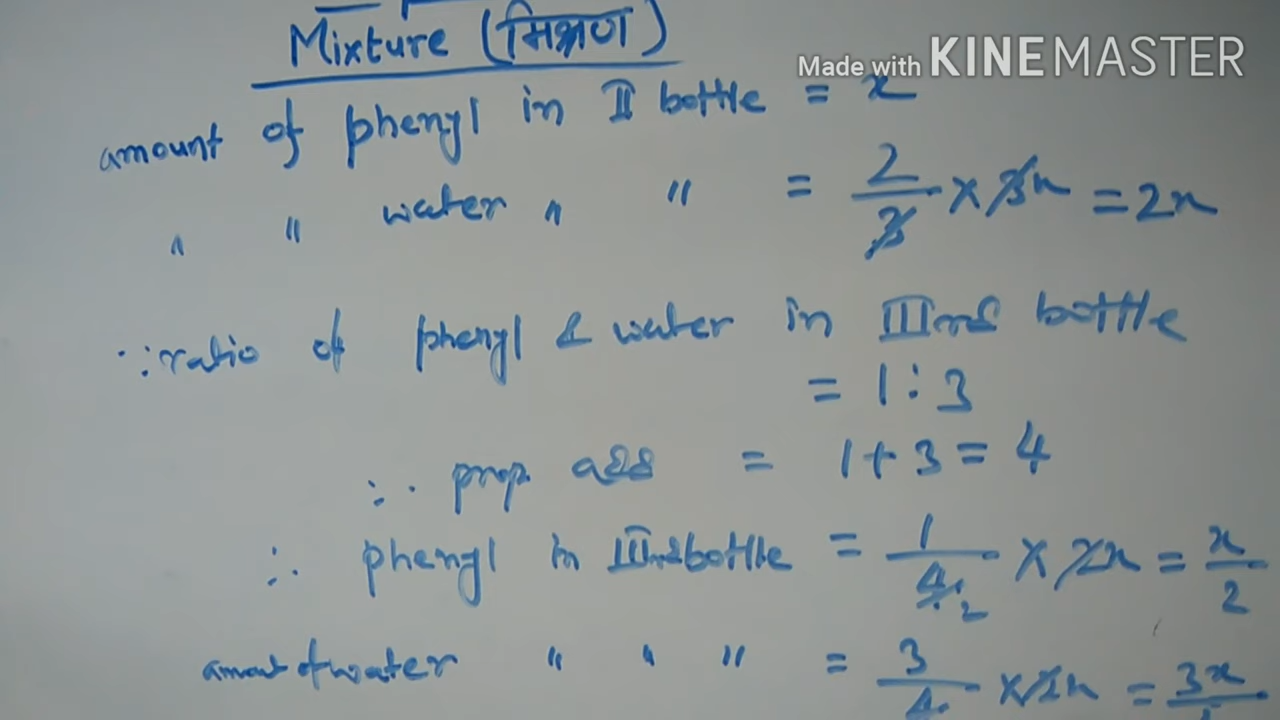 Mixture (मिश्रण)
Made with KINEMASTER
amount of phenyl in II bottle = x
" " water " " = 2/3 × 3x = 2x
∵ ratio of phenyl & water in IIIrd bottle
= 1:3
∴ prop. add = 1+3 = 4
∴ phenyl in IIIrd bottle = 1/4 2 × 2x = x/2
amount of water " " " = 3/4 × 2x = 3x/